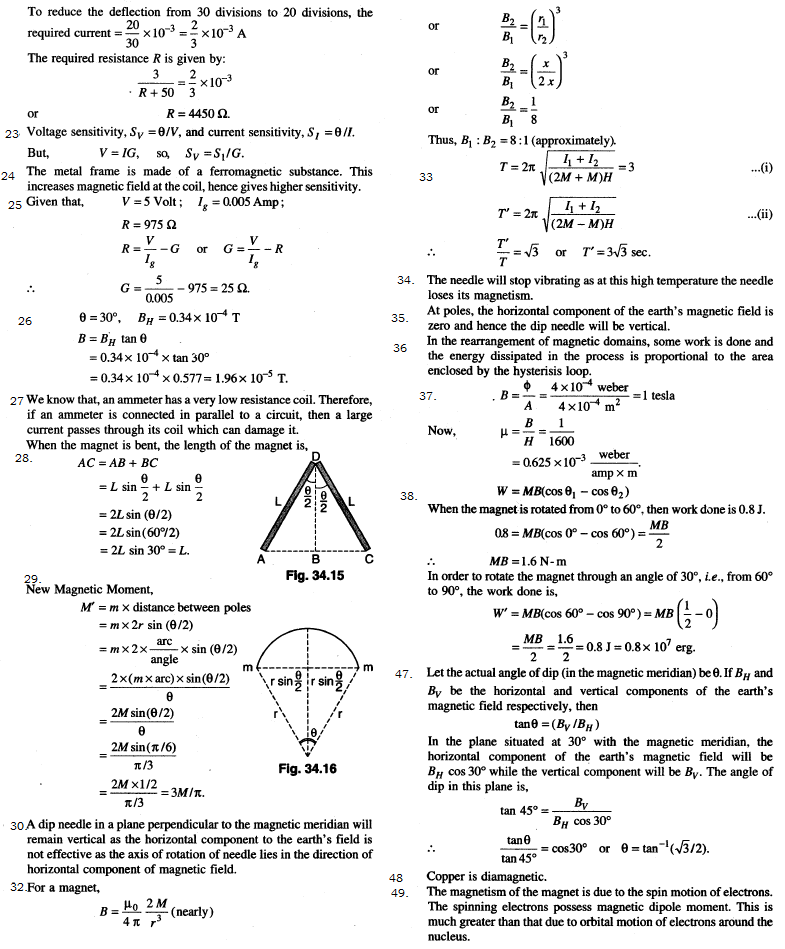 To reduce the deflection from 30 divisions to 20 divisions, the
required current = 20/30 × 10⁻³ = 2/3 × 10⁻³ A
The required resistance R is given by:
3/(R + 50) = 2/3 × 10⁻³
or R = 4450 Ω.
23 Voltage sensitivity, S_V = θ/V, and current sensitivity, S_I = θ/I.
But, V = IG, so, S_V = S_I/G.
24 The metal frame is made of a ferromagnetic substance. This
increases magnetic field at the coil, hence gives higher sensitivity.
25 Given that, V = 5 Volt; I_g = 0.005 Amp;
R = 975 Ω
R = V/I_g − G or G = V/I_g − R
∴ G = 5/0.005 − 975 = 25 Ω.
26 θ = 30°, B_H = 0.34 × 10⁻⁴ T
B = B_H tan θ
= 0.34 × 10⁻⁴ × tan 30°
= 0.34 × 10⁻⁴ × 0.577 = 1.96 × 10⁻⁵ T.
27 We know that, an ammeter has a very low resistance coil. Therefore,
if an ammeter is connected in parallel to a circuit, then a large
current passes through its coil which can damage it.
When the magnet is bent, the length of the magnet is,
28. AC = AB + BC
= L sin θ/2 + L sin θ/2
= 2L sin (θ/2)
= 2L sin (60°/2)
= 2L sin 30° = L.
D
θ/2 θ/2
L L
A B C
Fig. 34.15
29.
New Magnetic Moment,
M′ = m × distance between poles
= m × 2r sin (θ/2)
= m × 2 × arc/angle × sin (θ/2)
= 2 × (m × arc) × sin (θ/2)/θ
= 2M sin (θ/2)/θ
= 2M sin (π/6)/(π/3)
= 2M × 1/2/(π/3) = 3M/π.
m r sin θ/2 r sin θ/2 m
r r
θ
Fig. 34.16
30. A dip needle in a plane perpendicular to the magnetic meridian will
remain vertical as the horizontal component to the earth's field is
not effective as the axis of rotation of needle lies in the direction of
horizontal component of magnetic field.
32. For a magnet,
B = μ₀/4π 2M/r³ (nearly)
or B₂/B₁ = (r₁/r₂)³
or B₂/B₁ = (x/2x)³
or B₂/B₁ = 1/8
Thus, B₁ : B₂ = 8 : 1 (approximately).
33 T = 2π √((I₁ + I₂)/((2M + M)H)) = 3 ...(i)
T′ = 2π √((I₁ + I₂)/((2M − M)H)) ...(ii)
∴ T′/T = √3 or T′ = 3√3 sec.
34. The needle will stop vibrating as at this high temperature the needle
loses its magnetism.
35. At poles, the horizontal component of the earth's magnetic field is
zero and hence the dip needle will be vertical.
36 In the rearrangement of magnetic domains, some work is done and
the energy dissipated in the process is proportional to the area
enclosed by the hysterisis loop.
37. B = ϕ/A = 4 × 10⁻⁴ weber/4 × 10⁻⁴ m² = 1 tesla
Now, μ = B/H = 1/1600
= 0.625 × 10⁻³ weber/amp × m.
38. W = MB(cos θ₁ − cos θ₂)
When the magnet is rotated from 0° to 60°, then work done is 0.8 J.
0.8 = MB(cos 0° − cos 60°) = MB/2
∴ MB = 1.6 N-m
In order to rotate the magnet through an angle of 30°, i.e., from 60°
to 90°, the work done is,
W′ = MB(cos 60° − cos 90°) = MB (1/2 − 0)
= MB/2 = 1.6/2 = 0.8 J = 0.8 × 10⁷ erg.
47. Let the actual angle of dip (in the magnetic meridian) be θ. If B_H and
B_V be the horizontal and vertical components of the earth's
magnetic field respectively, then
tanθ = (B_V/B_H)
In the plane situated at 30° with the magnetic meridian, the
horizontal component of the earth's magnetic field will be
B_H cos 30° while the vertical component will be B_V. The angle of
dip in this plane is,
tan 45° = B_V/B_H cos 30°
∴ tanθ/tan 45° = cos30° or θ = tan⁻¹(√3/2).
48 Copper is diamagnetic.
49. The magnetism of the magnet is due to the spin motion of electrons.
The spinning electrons possess magnetic dipole moment. This is
much greater than that due to orbital motion of electrons around the
nucleus.